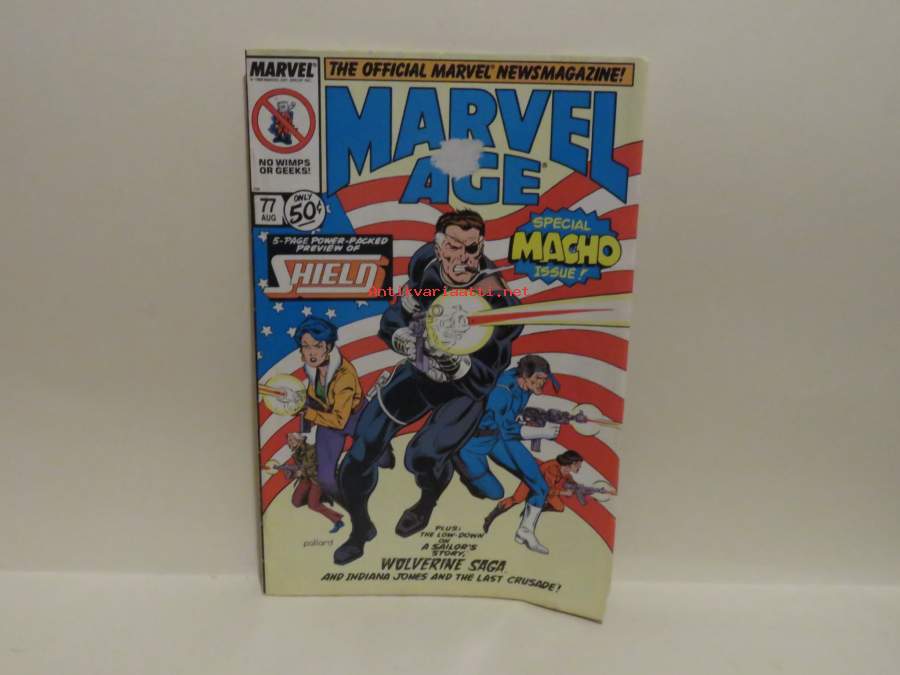 MARVEL
THE OFFICIAL MARVEL NEWSMAGAZINE!
MARVEL
AGE
NO WIMPS
OR GEEKS!
77
AUG
ONLY
50¢
5-PAGE POWER-PACKED
PREVIEW OF
SHIELD
SPECIAL
MACHO
ISSUE!
Antikvariaatti.net
pollard
PLUS:
THE LOW-DOWN
ON
A SAILOR'S
STORY,
WOLVERINE SAGA
AND INDIANA JONES AND THE LAST CRUSADE!